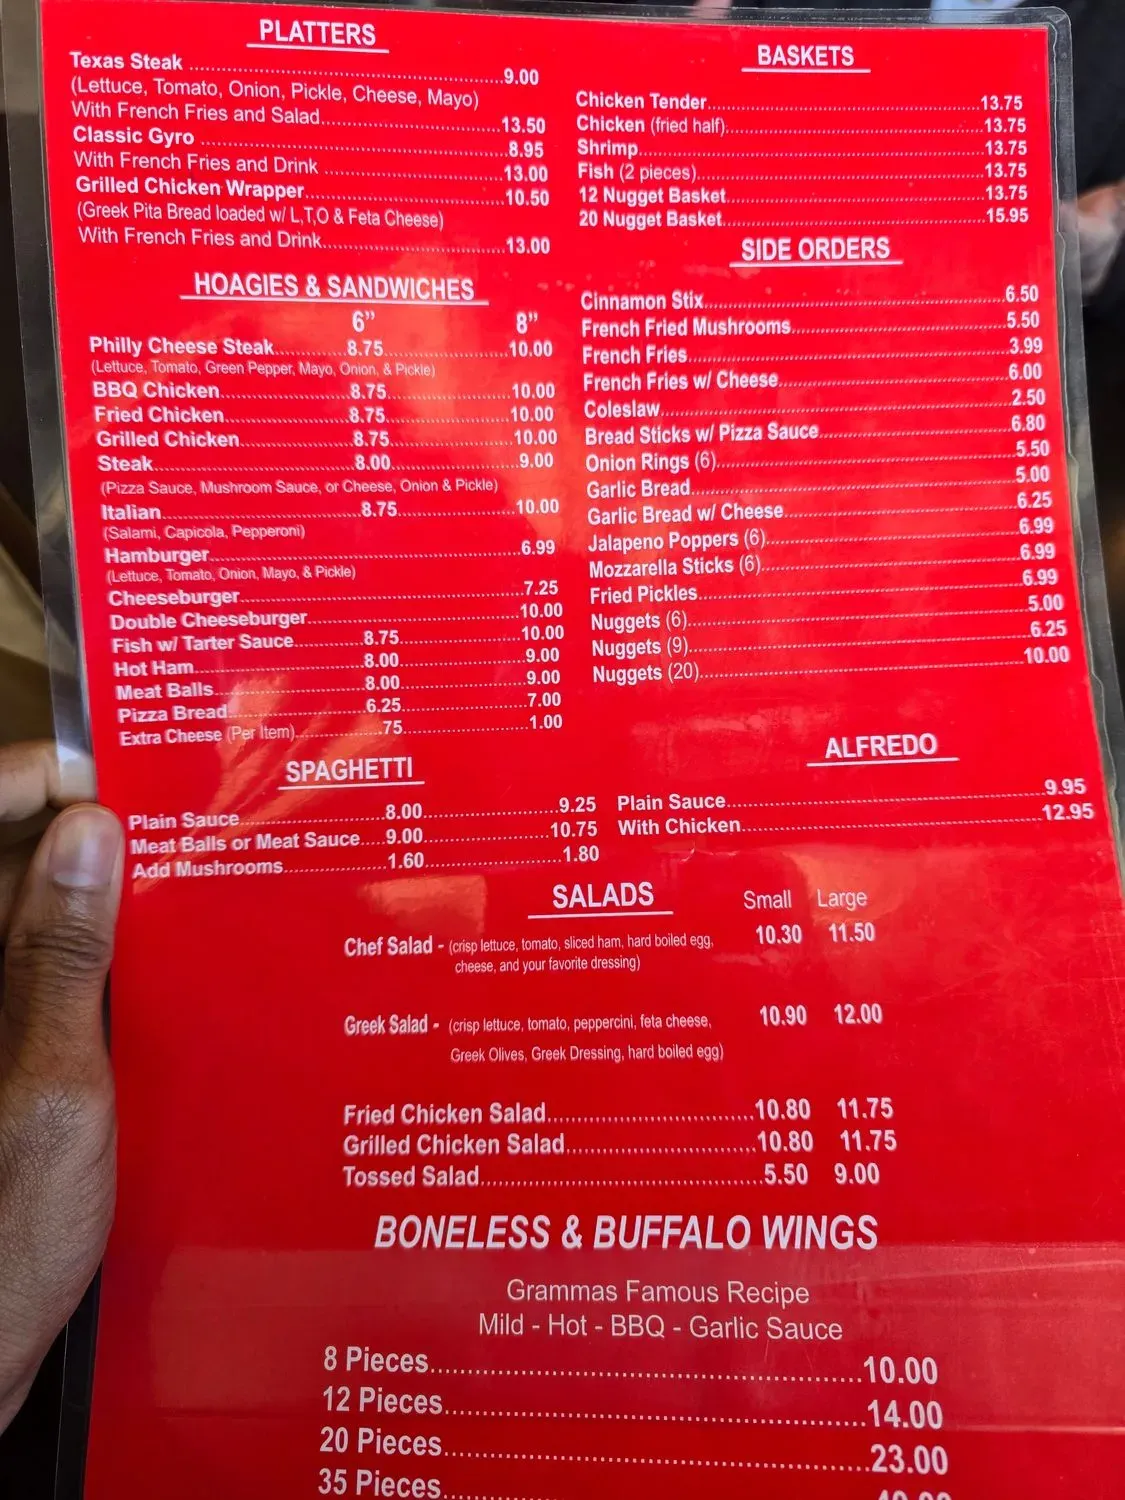 PLATTERS
Texas Steak 9.00
(Lettuce, Tomato, Onion, Pickle, Cheese, Mayo)
With French Fries and Salad 13.50
Classic Gyro 8.95
With French Fries and Drink 13.00
Grilled Chicken Wrapper 10.50
(Greek Pita Bread loaded w/ L,T,O & Feta Cheese)
With French Fries and Drink 13.00
HOAGIES & SANDWICHES
6" 8"
Philly Cheese Steak 8.75 10.00
(Lettuce, Tomato, Green Pepper, Mayo, Onion, & Pickle)
BBQ Chicken 8.75 10.00
Fried Chicken 8.75 10.00
Grilled Chicken 8.75 10.00
Steak 8.00 9.00
(Pizza Sauce, Mushroom Sauce, or Cheese, Onion & Pickle)
Italian 8.75 10.00
(Salami, Capicola, Pepperoni)
Hamburger 6.99
(Lettuce, Tomato, Onion, Mayo, & Pickle)
Cheeseburger 7.25
Double Cheeseburger 10.00
Fish w/ Tarter Sauce 8.75 10.00
Hot Ham 8.00 9.00
Meat Balls 8.00 9.00
Pizza Bread 6.25 7.00
Extra Cheese (Per Item) .75 1.00
SPAGHETTI
Plain Sauce 8.00 9.25
Meat Balls or Meat Sauce 9.00 10.75
Add Mushrooms 1.60 1.80
BASKETS
Chicken Tender 13.75
Chicken (fried half) 13.75
Shrimp 13.75
Fish (2 pieces) 13.75
12 Nugget Basket 13.75
20 Nugget Basket 15.95
SIDE ORDERS
Cinnamon Stix 6.50
French Fried Mushrooms 5.50
French Fries 3.99
French Fries w/ Cheese 6.00
Coleslaw 2.50
Bread Sticks w/ Pizza Sauce 6.80
Onion Rings (6) 5.50
Garlic Bread 5.00
Garlic Bread w/ Cheese 6.25
Jalapeno Poppers (6) 6.99
Mozzarella Sticks (6) 6.99
Fried Pickles 6.99
Nuggets (6) 5.00
Nuggets (9) 6.25
Nuggets (20) 10.00
ALFREDO
Plain Sauce 9.95
With Chicken 12.95
SALADS
Small Large
Chef Salad - (crisp lettuce, tomato, sliced ham, hard boiled egg, 10.30 11.50
cheese, and your favorite dressing)
Greek Salad - (crisp lettuce, tomato, peppercini, feta cheese, 10.90 12.00
Greek Olives, Greek Dressing, hard boiled egg)
Fried Chicken Salad 10.80 11.75
Grilled Chicken Salad 10.80 11.75
Tossed Salad 5.50 9.00
BONELESS & BUFFALO WINGS
Grammas Famous Recipe
Mild - Hot - BBQ - Garlic Sauce
8 Pieces 10.00
12 Pieces 14.00
20 Pieces 23.00
35 Pieces